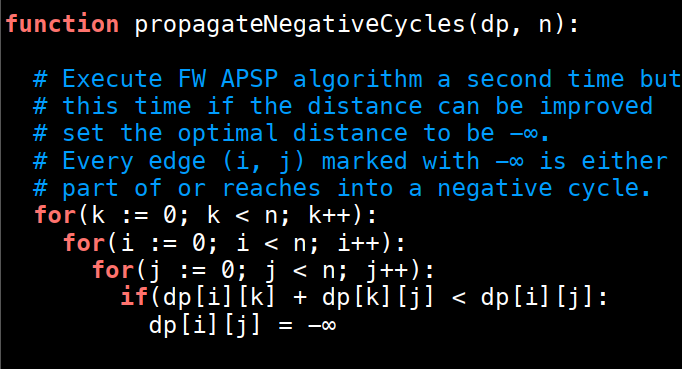 function propagateNegativeCycles(dp, n):
# Execute FW APSP algorithm a second time but
# this time if the distance can be improved
# set the optimal distance to be -∞.
# Every edge (i, j) marked with -∞ is either
# part of or reaches into a negative cycle.
for(k := 0; k < n; k++):
for(i := 0; i < n; i++):
for(j := 0; j < n; j++):
if(dp[i][k] + dp[k][j] < dp[i][j]:
dp[i][j] = -∞